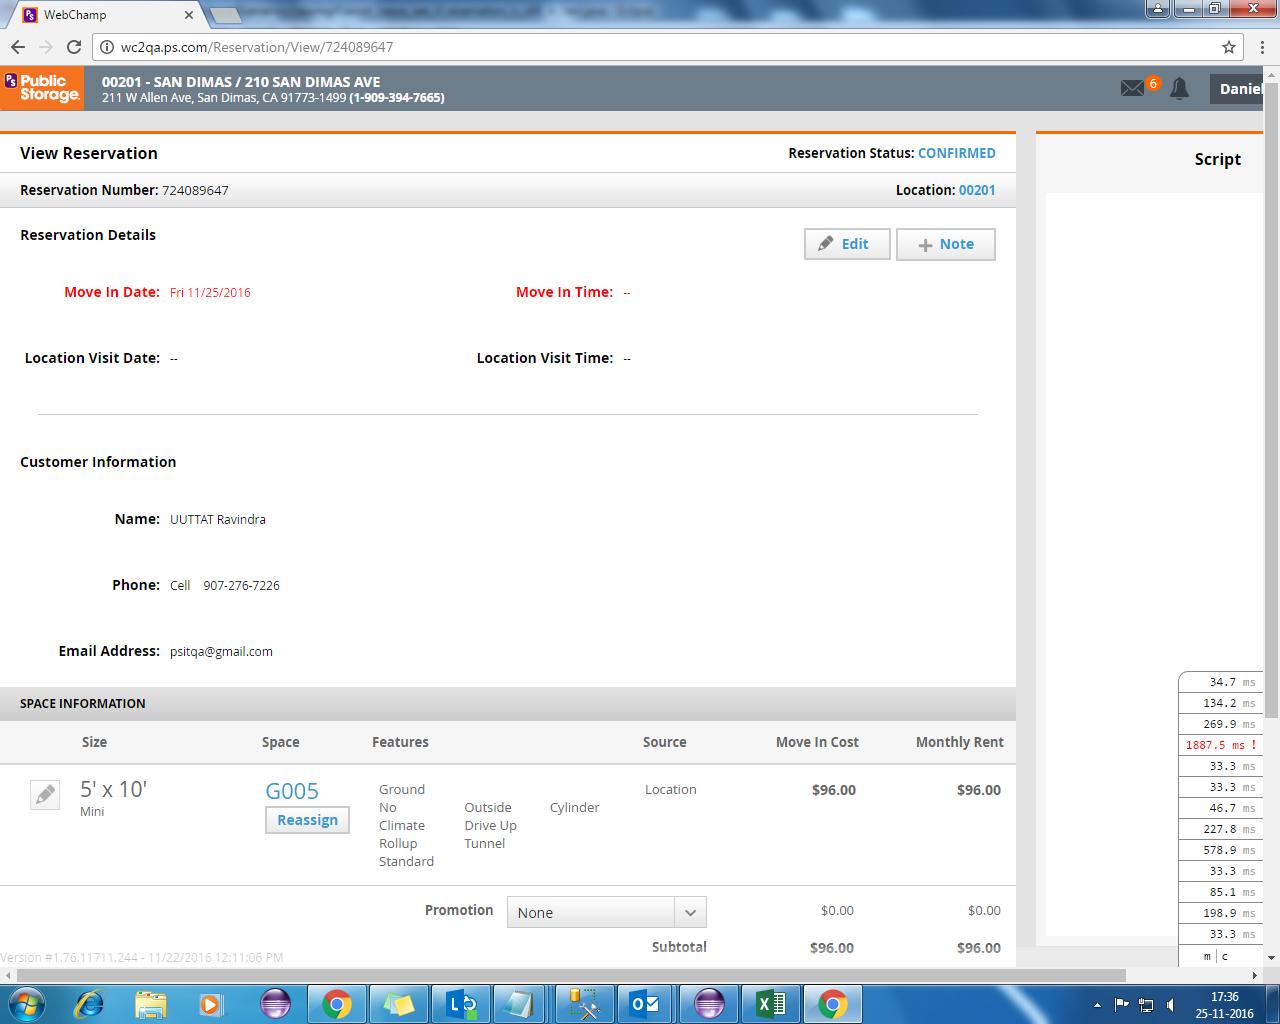 WebChamp
wc2qa.ps.com/Reservation/View/724089647
Public Storage.
00201 - SAN DIMAS / 210 SAN DIMAS AVE
211 W Allen Ave, San Dimas, CA 91773-1499 (1-909-394-7665)
6
Daniel
View Reservation
Reservation Status: CONFIRMED
Script
Reservation Number: 724089647
Location: 00201
Reservation Details
Edit
Note
Move In Date: Fri 11/25/2016
Move In Time: --
Location Visit Date: --
Location Visit Time: --
Customer Information
Name: UUTTAT Ravindra
Phone: Cell 907-276-7226
Email Address: psitqa@gmail.com
SPACE INFORMATION
Size Space Features Source Move In Cost Monthly Rent
5' x 10'
Mini
G005
Reassign
Ground
No Outside Cylinder
Climate Drive Up
Rollup Tunnel
Standard
Location
$96.00
$96.00
Promotion None $0.00 $0.00
Subtotal $96.00 $96.00
Version #1.76.11711.244 - 11/22/2016 12:11:06 PM
34.7 ms
134.2 ms
269.9 ms
1887.5 ms !
33.3 ms
33.3 ms
46.7 ms
227.8 ms
578.9 ms
33.3 ms
85.1 ms
198.9 ms
33.3 ms
m | c
17:36
25-11-2016